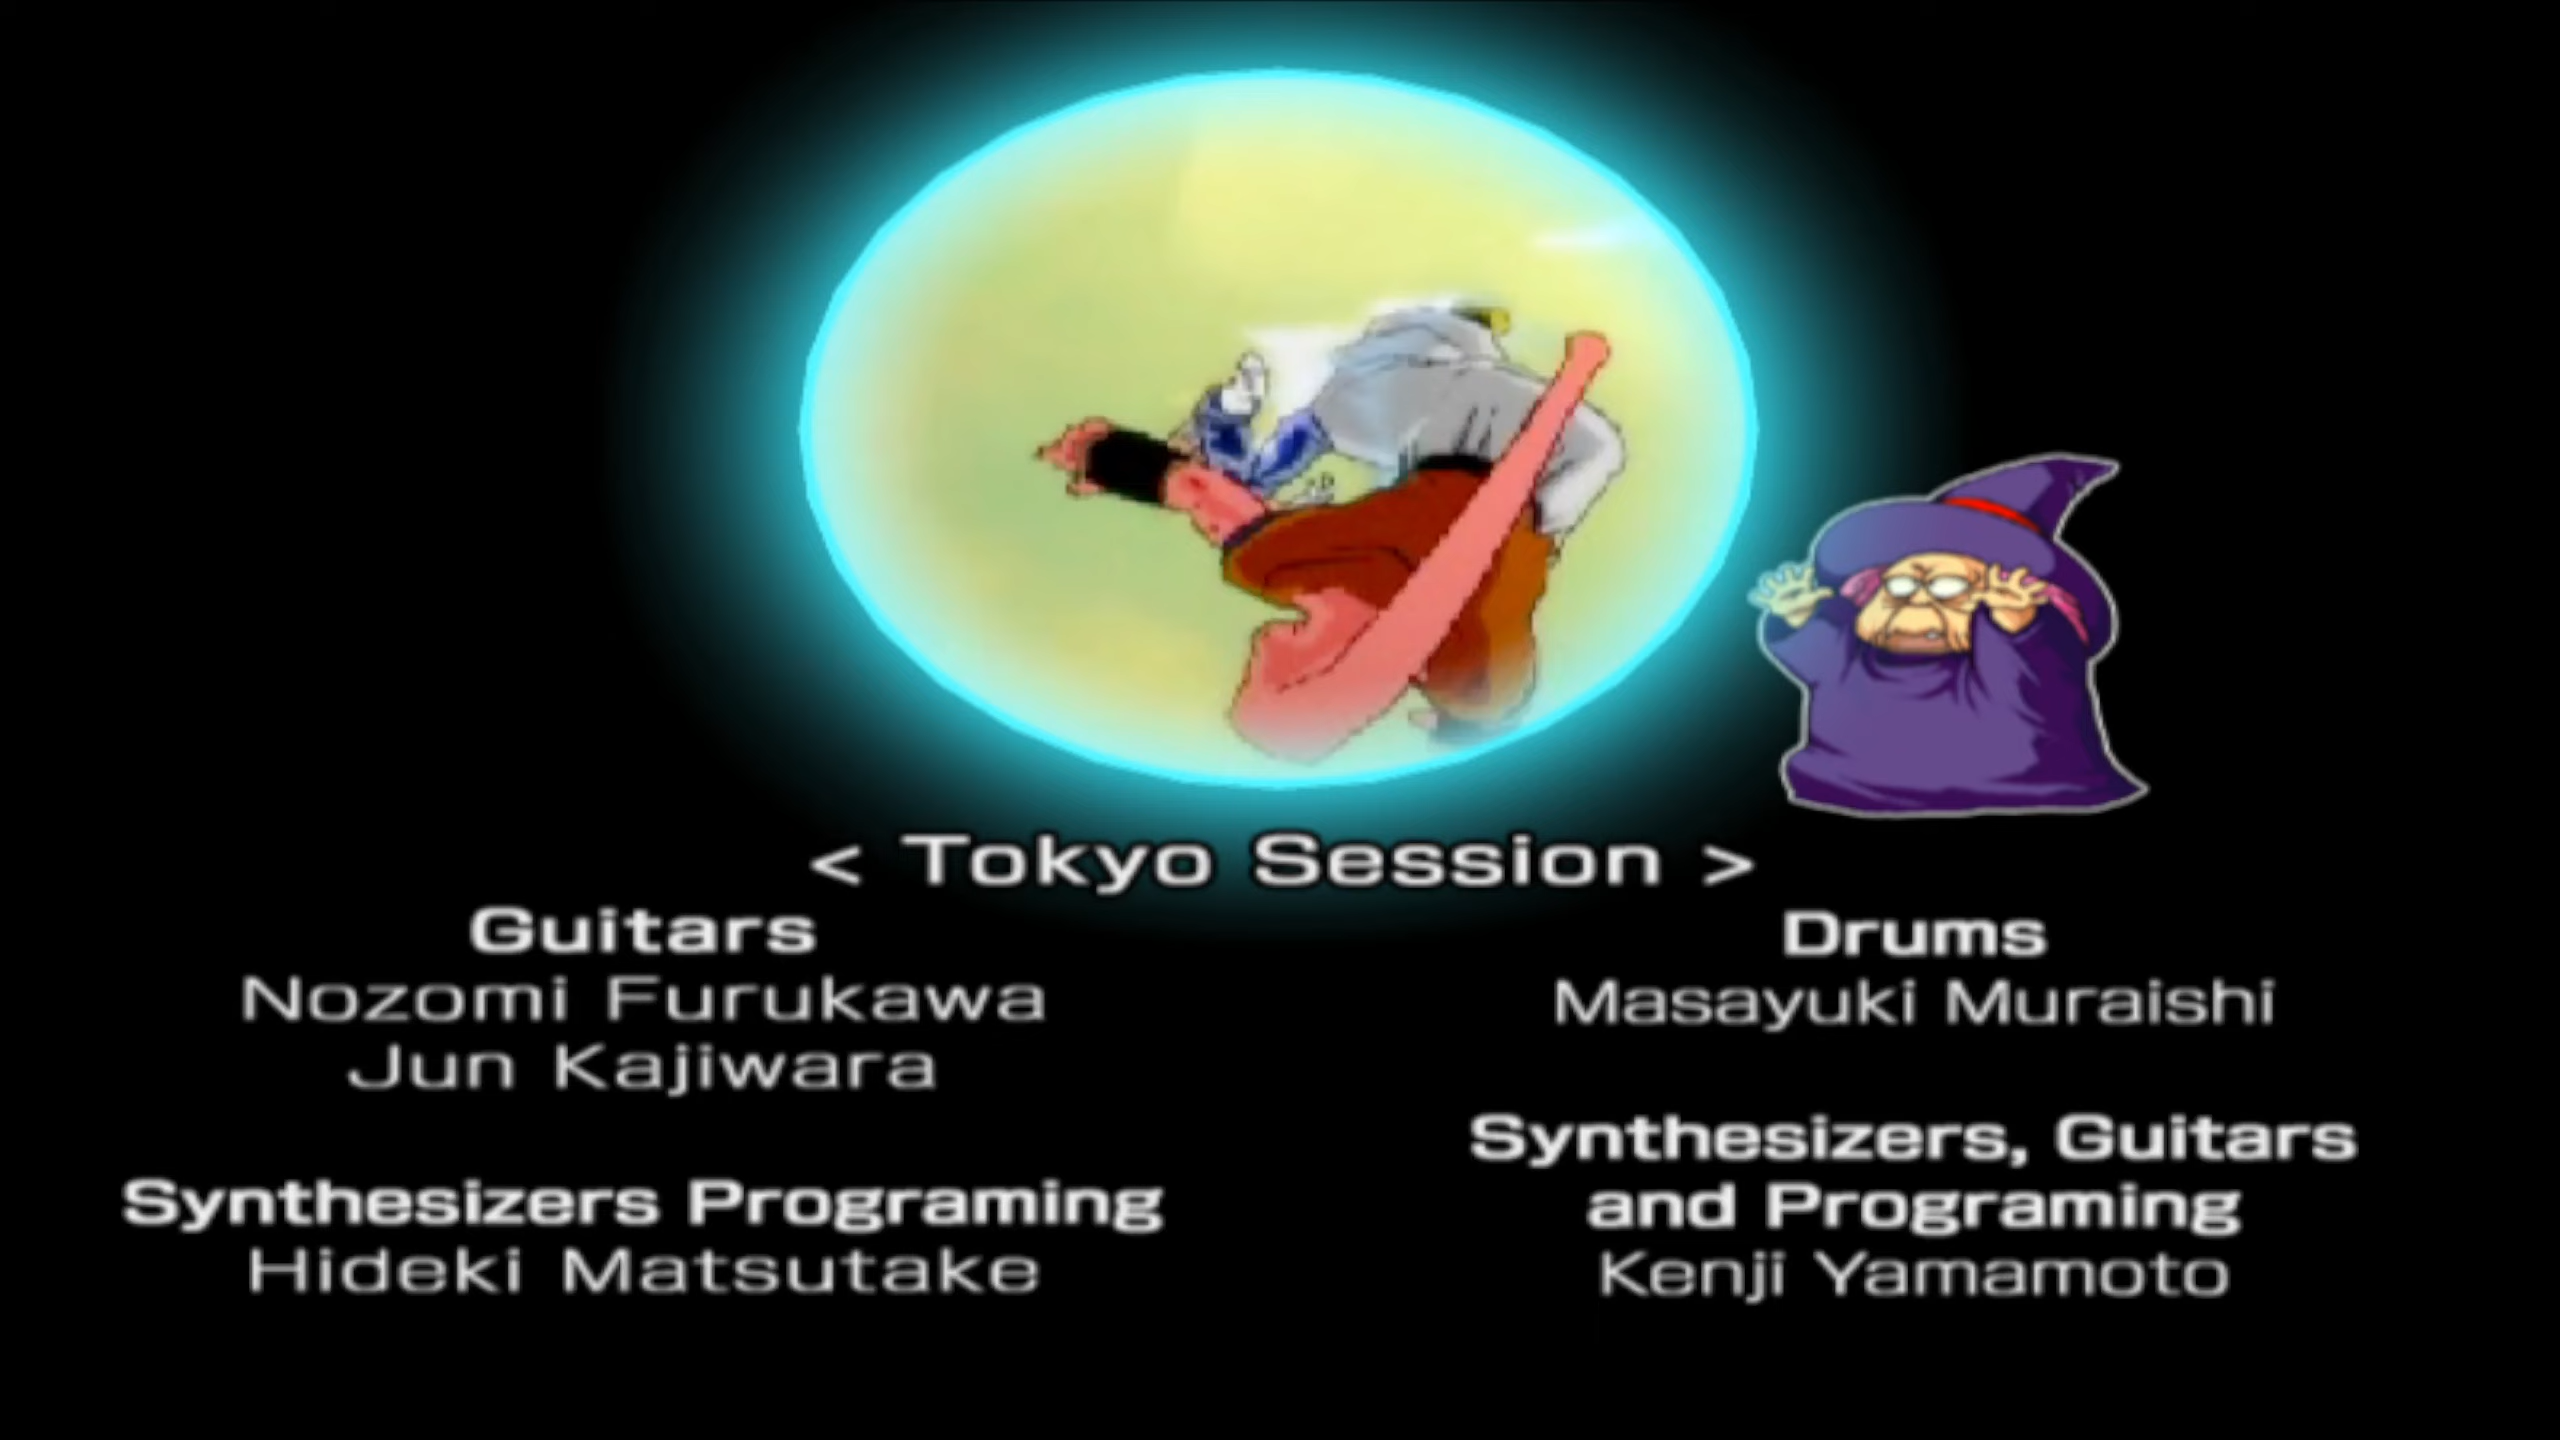 < Tokyo Session >
Guitars
Nozomi Furukawa
Jun Kajiwara
Synthesizers Programing
Hideki Matsutake
Drums
Masayuki Muraishi
Synthesizers, Guitars
and Programing
Kenji Yamamoto